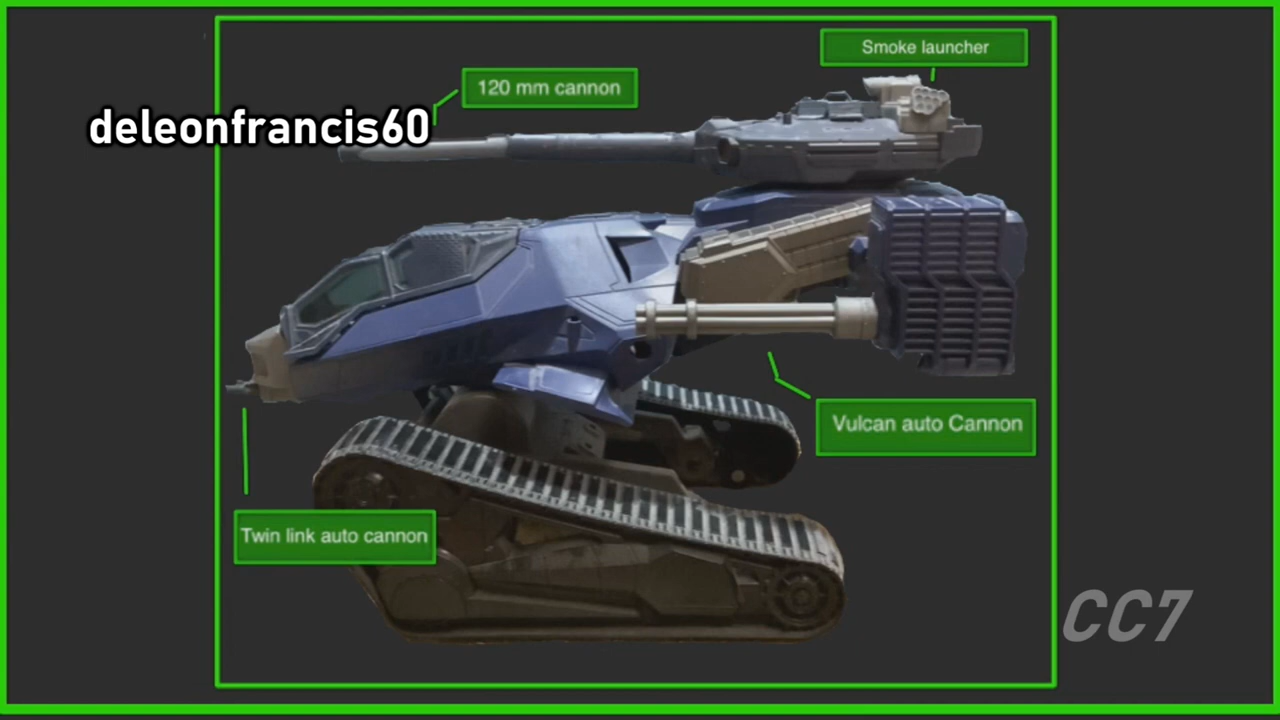 Smoke launcher
120 mm cannon
deleonfrancis60
Vulcan auto Cannon
Twin link auto cannon
CC7